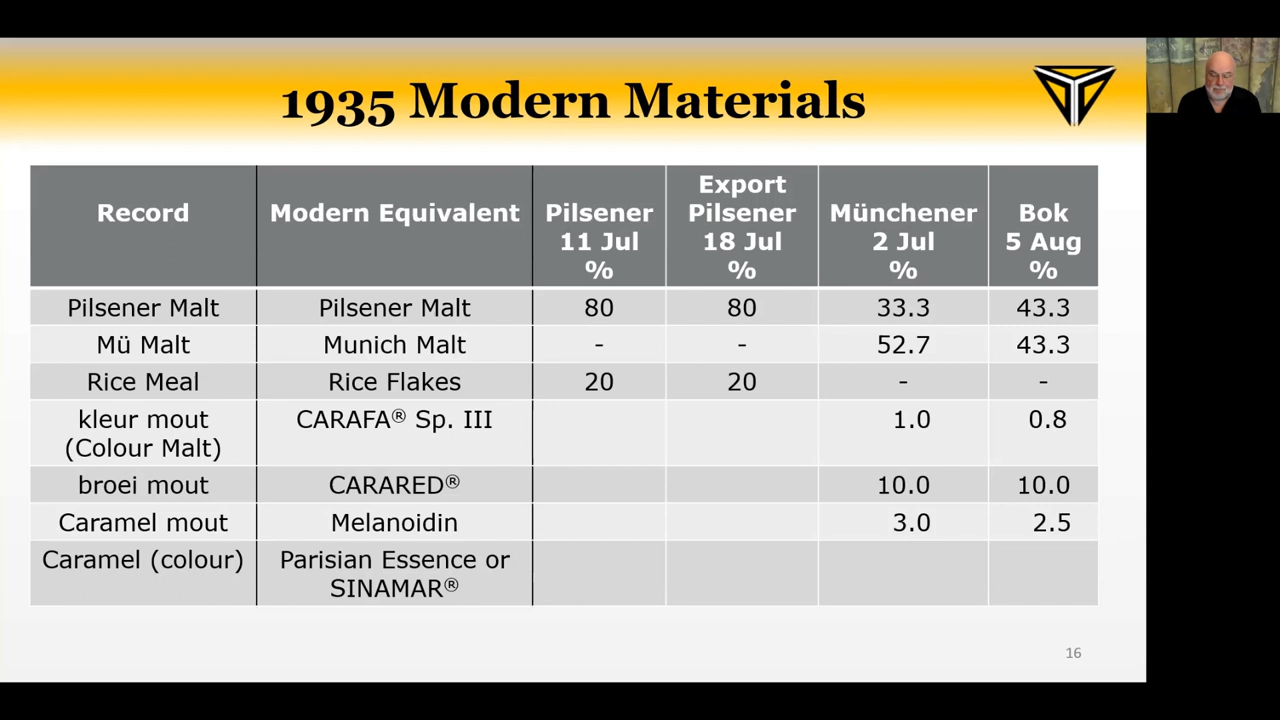 1935 Modern Materials
Record Modern Equivalent Pilsener 11 Jul % Export Pilsener 18 Jul % Münchener 2 Jul % Bok 5 Aug %
Pilsener Malt Pilsener Malt 80 80 33.3 43.3
Mü Malt Munich Malt - - 52.7 43.3
Rice Meal Rice Flakes 20 20 - -
kleur mout (Colour Malt) CARAFA® Sp. III 1.0 0.8
broei mout CARARED® 10.0 10.0
Caramel mout Melanoidin 3.0 2.5
Caramel (colour) Parisian Essence or SINAMAR®
16